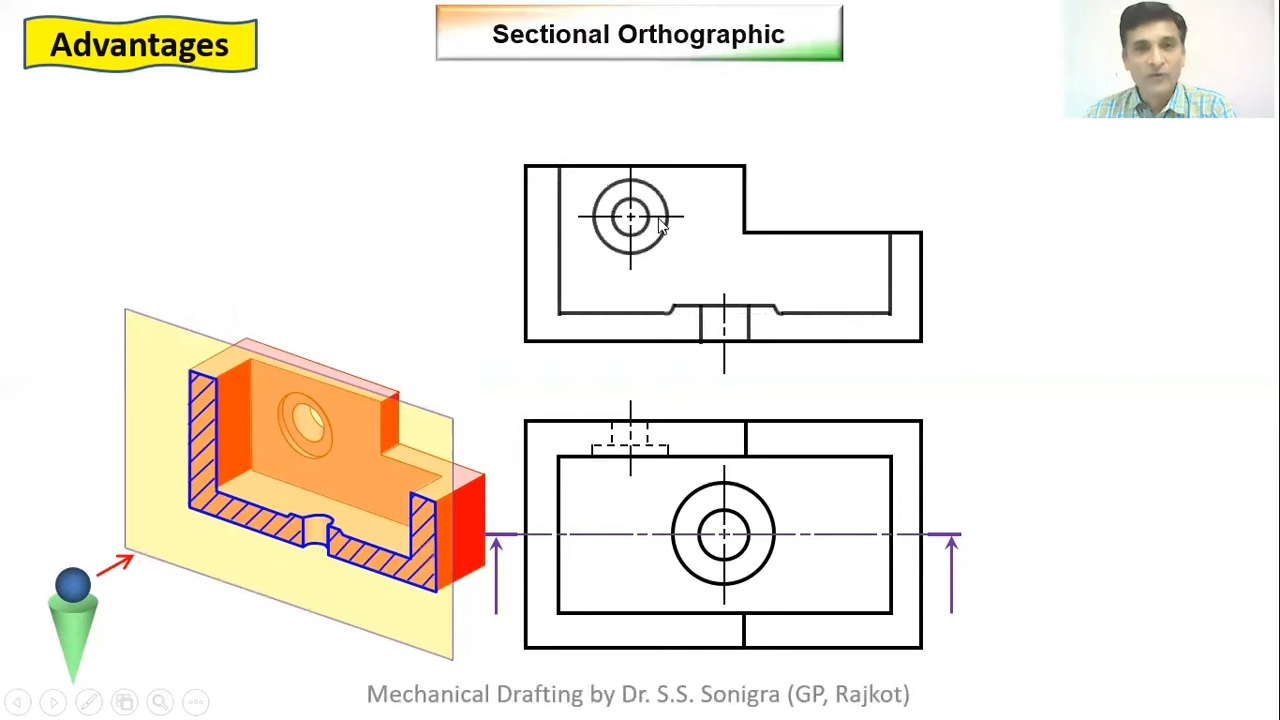 Advantages
Sectional Orthographic
Mechanical Drafting by Dr. S.S. Sonigra (GP, Rajkot)